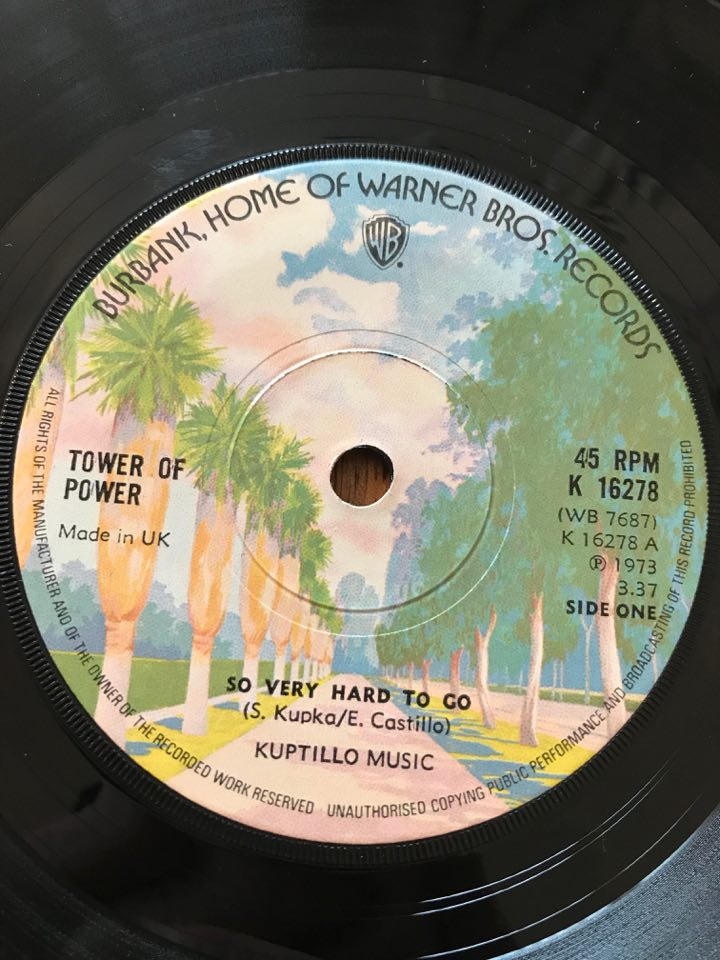 BURBANK, HOME OF WARNER BROS. RECORDS
WB
TOWER OF
POWER
Made in UK
45 RPM
K 16278
(WB 7687)
K 16278 A
Ⓟ 1973
3.37
SIDE ONE
SO VERY HARD TO GO
(S. Kupka/E. Castillo)
KUPTILLO MUSIC
ALL RIGHTS OF THE MANUFACTURER AND OF THE OWNER OF THE RECORDED WORK RESERVED UNAUTHORISED COPYING PUBLIC PERFORMANCE AND BROADCASTING OF THIS RECORD PROHIBITED